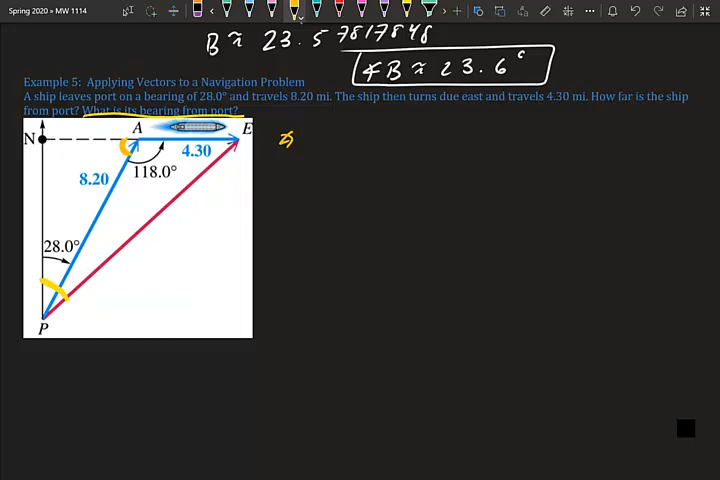 Spring 2020 » MW 1114
B ≈ 23.57817848
∡B ≈ 23.6°
Example 5: Applying Vectors to a Navigation Problem
A ship leaves port on a bearing of 28.0° and travels 8.20 mi. The ship then turns due east and travels 4.30 mi. How far is the ship
from port? What is its bearing from port?
A
E
N
4.30
118.0°
8.20
28.0°
P
∡